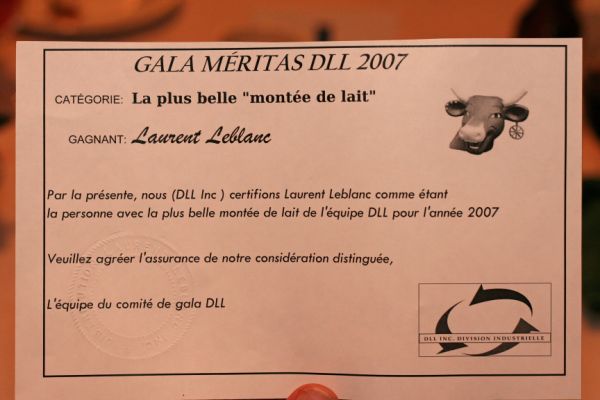 GALA MÉRITAS DLL 2007
CATÉGORIE: La plus belle "montée de lait"
GAGNANT: Laurent Leblanc
Par la présente, nous (DLL Inc ) certifions Laurent Leblanc comme étant
la personne avec la plus belle montée de lait de l'équipe DLL pour l'année 2007
Veuillez agréer l'assurance de notre considération distinguée,
L'équipe du comité de gala DLL
DLL INC. DIVISION INDUSTRIELLE